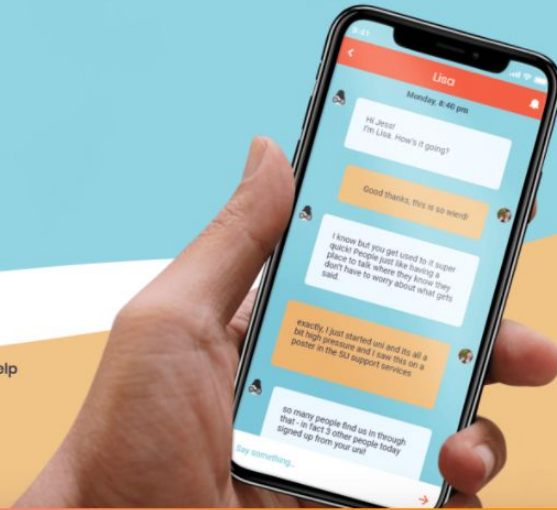 9:41
Lisa
Monday, 8:40 pm
Hi Jess!
I'm Lisa. How's it going?
Good thanks, this is so wierd!
I know but you get used to it super
quick! People just like having a
place to talk where they know they
don't have to worry about what gets
said.
exactly, I just started uni and its all a
bit high pressure and I saw this on a
poster in the SU support services
so many people find us in through
that - in fact 3 other people today
signed up from your uni!
Say something..
elp